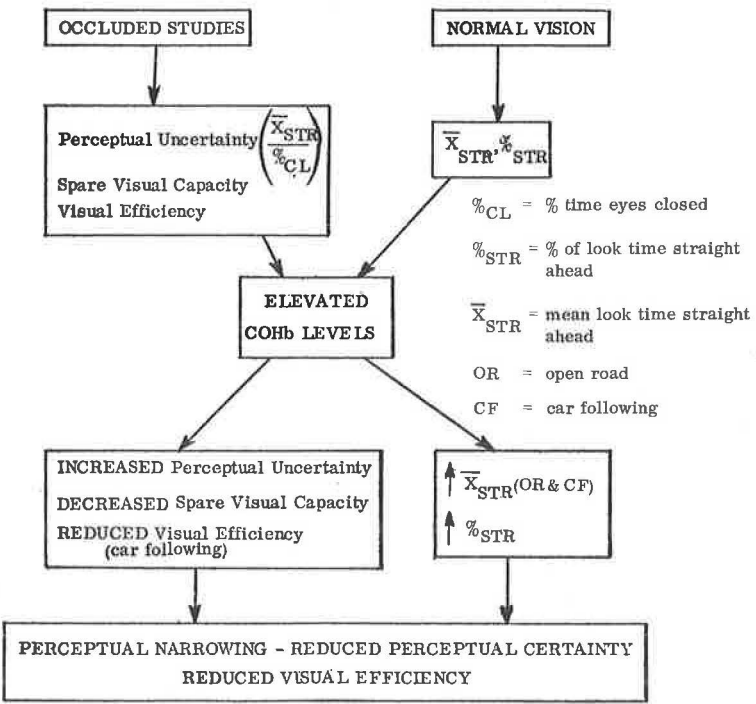 OCCLUDED STUDIES
NORMAL VISION
Perceptual Uncertainty (X̅STR / %CL)
Spare Visual Capacity
Visual Efficiency
X̅STR, %STR
%CL = % time eyes closed
%STR = % of look time straight
ahead
X̅STR = mean look time straight
ahead
OR = open road
CF = car following
ELEVATED
COHb LEVELS
INCREASED Perceptual Uncertainty
DECREASED Spare Visual Capacity
REDUCED Visual Efficiency
(car following)
X̅STR (OR & CF)
%STR
PERCEPTUAL NARROWING - REDUCED PERCEPTUAL CERTAINTY
REDUCED VISUAL EFFICIENCY